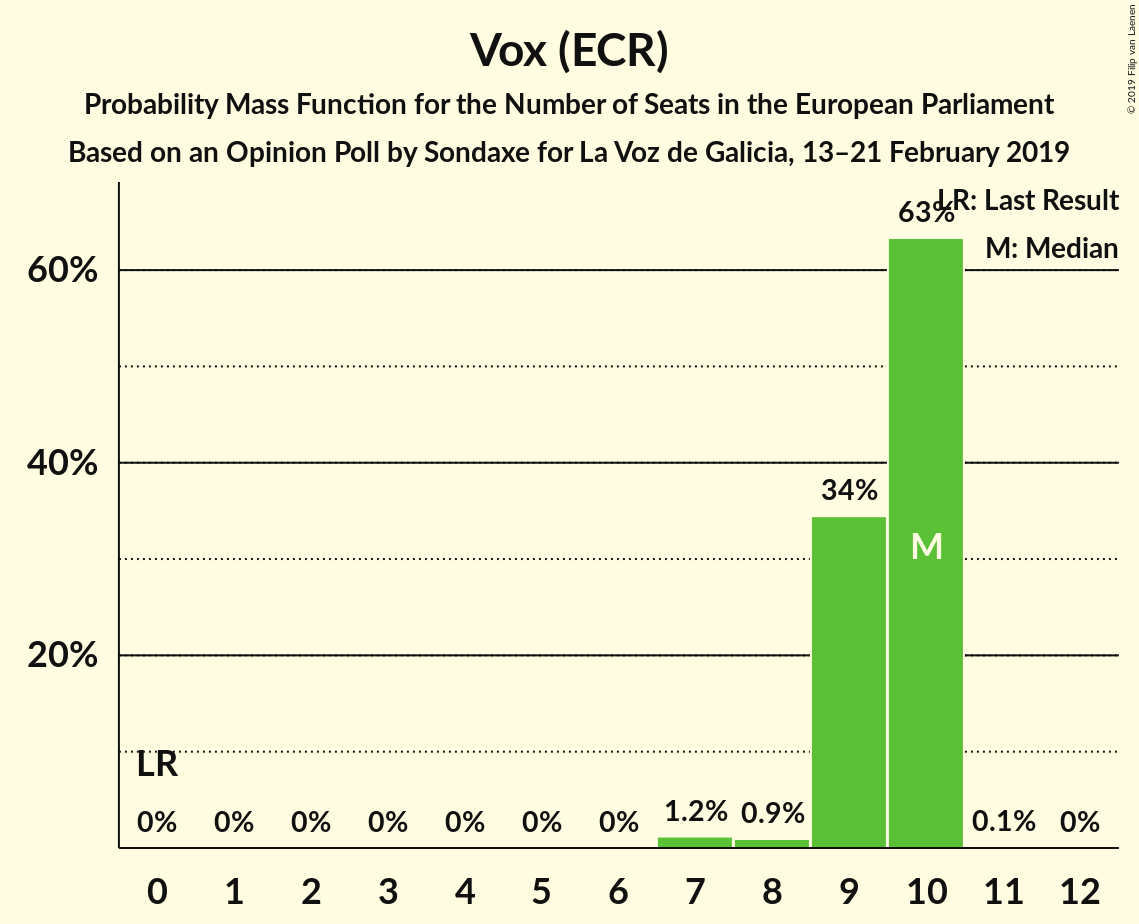 Vox (ECR)
Probability Mass Function for the Number of Seats in the European Parliament
Based on an Opinion Poll by Sondaxe for La Voz de Galicia, 13–21 February 2019
© 2019 Filip van Laenen
LR: Last Result
M: Median
60%
40%
20%
63%
34%
M
LR
0% 0% 0% 0% 0% 0% 0% 1.2% 0.9% 0.1% 0%
0 1 2 3 4 5 6 7 8 9 10 11 12